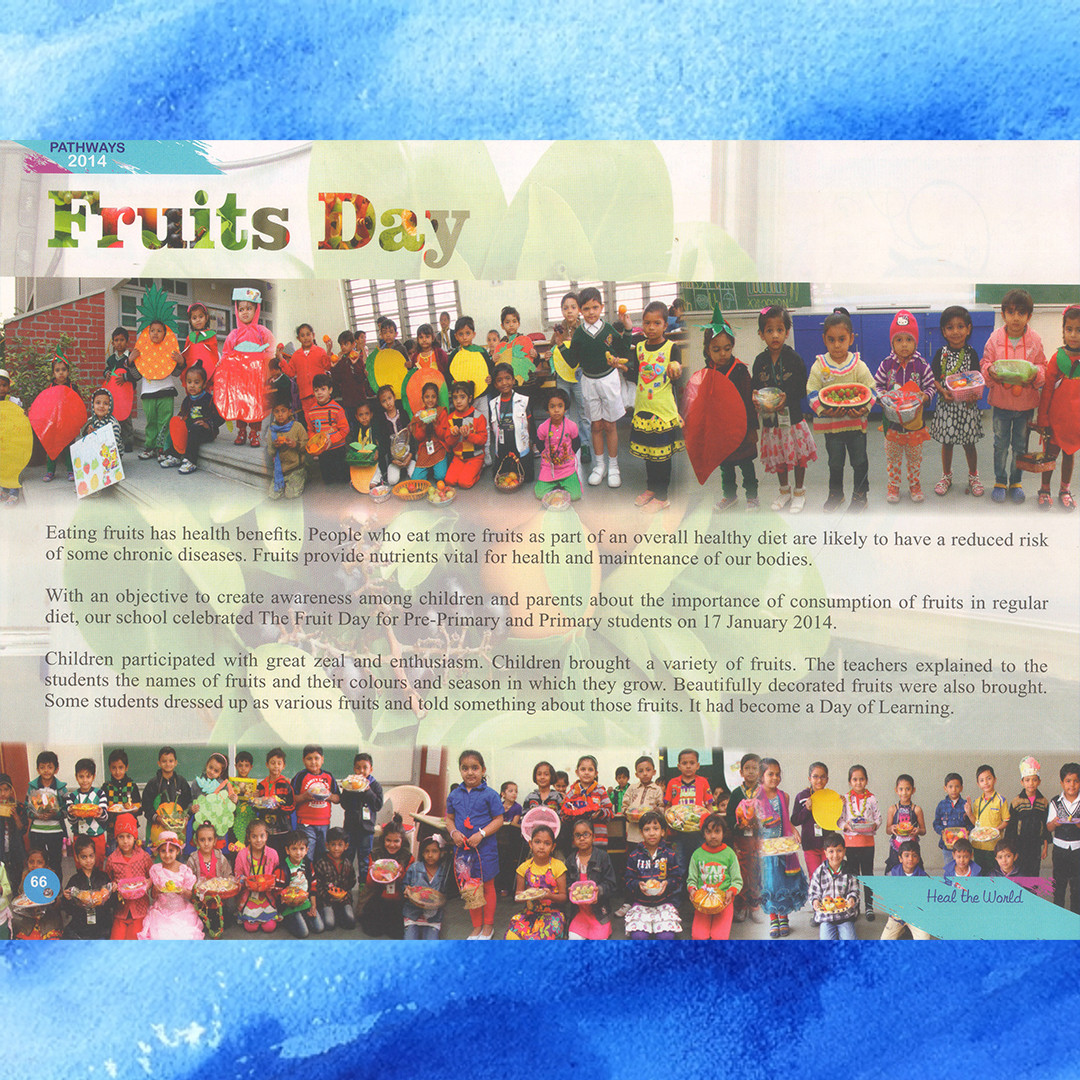 PATHWAYS
2014
Fruits Day
Eating fruits has health benefits. People who eat more fruits as part of an overall healthy diet are likely to have a reduced risk
of some chronic diseases. Fruits provide nutrients vital for health and maintenance of our bodies.
With an objective to create awareness among children and parents about the importance of consumption of fruits in regular
diet, our school celebrated The Fruit Day for Pre-Primary and Primary students on 17 January 2014.
Children participated with great zeal and enthusiasm. Children brought a variety of fruits. The teachers explained to the
students the names of fruits and their colours and season in which they grow. Beautifully decorated fruits were also brought.
Some students dressed up as various fruits and told something about those fruits. It had become a Day of Learning.
66
Heal the World